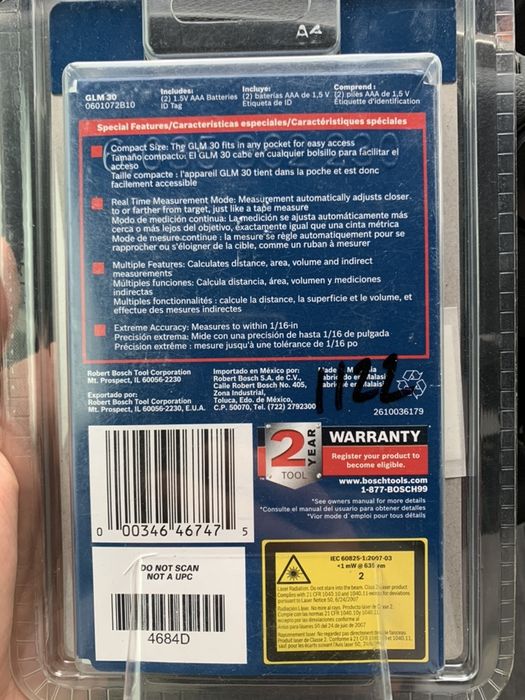 A4
GLM 30
0601072B10
Includes:
(2) 1.5V AAA Batteries
ID Tag
Incluye:
(2) baterías AAA de 1,5 V
Etiqueta de ID
Comprend :
(2) piles AAA de 1,5 V
Étiquette d'identification
Special Features/Características especiales/Caractéristiques spéciales
Compact Size: The GLM 30 fits in any pocket for easy access
Tamaño compacto: El GLM 30 cabe en cualquier bolsillo para facilitar el
acceso
Taille compacte : l'appareil GLM 30 tient dans la poche et est donc
facilement accessible
Real Time Measurement Mode: Measurement automatically adjusts closer
to or farther from target, just like a tape measure
Modo de medición continua: La medición se ajusta automáticamente más
cerca o más lejos del objetivo, exactamente igual que una cinta métrica
Mode de mesure continue : la mesure se règle automatiquement pour se
rapprocher ou s'éloigner de la cible, comme un ruban à mesurer
Multiple Features: Calculates distance, area, volume and indirect
measurements
Múltiples funciones: Calcula distancia, área, volumen y mediciones
indirectas
Multiples fonctionnalités : calcule la distance, la superficie et le volume, et
effectue des mesures indirectes
Extreme Accuracy: Measures to within 1/16-in
Precisión extrema: Mide con una precisión de hasta 1/16 de pulgada
Précision extrême : mesure jusqu'à une tolérance de 1/16 po
Robert Bosch Tool Corporation
Mt. Prospect, IL 60056-2230
Exportado por:
Robert Bosch Tool Corporation
Mt. Prospect, IL 60056-2230, E.U.A.
Importado en México por:
Robert Bosch S.A. de C.V.,
Calle Robert Bosch No. 405,
Zona Industrial,
Toluca, Edo. de México,
C.P. 50070, Tel. (722) 2792300
1122
2610036179
0 00346 46747 5
2 YEAR
TOOL
WARRANTY
Register your product to
become eligible.
www.boschtools.com
1-877-BOSCH99
*See owners manual for more details
*Consulte el manual del usuario para obtener detalles
*Voir mode d'emploi pour tous détails
DO NOT SCAN
NOT A UPC
4684D
IEC 60825-1:2007-03
<1 mW @ 635 nm
2